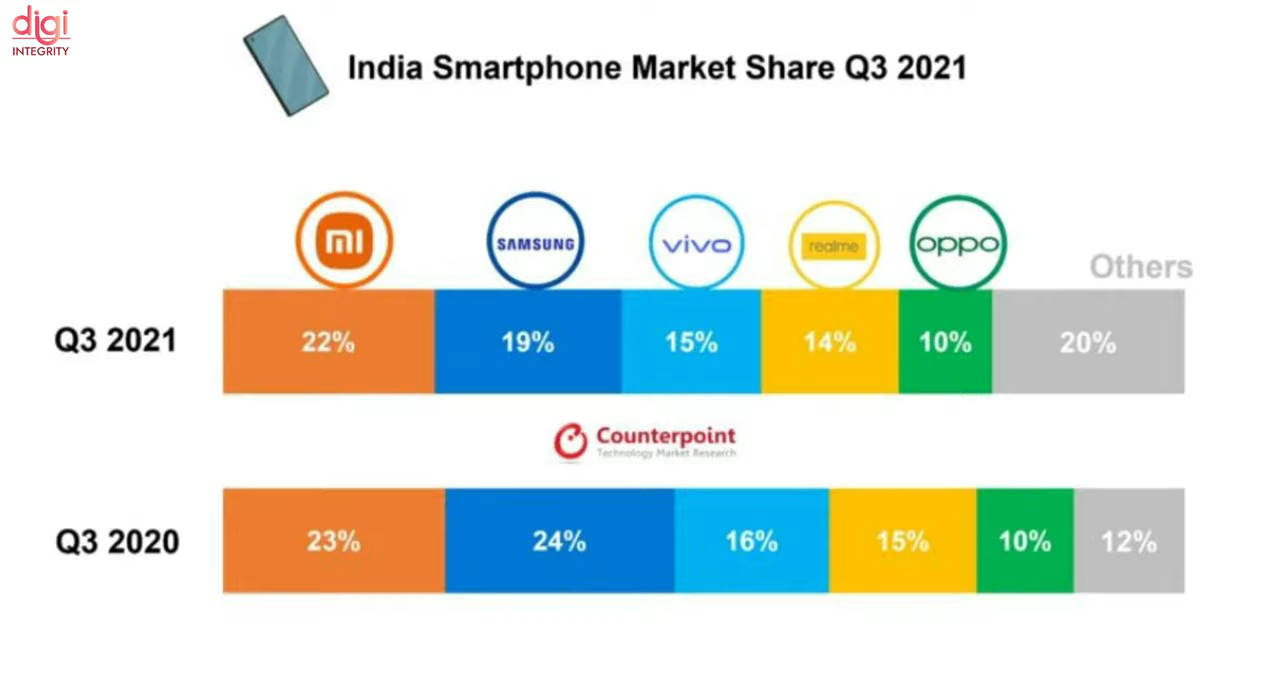 digi
INTEGRITY
India Smartphone Market Share Q3 2021
mi
SAMSUNG
vivo
realme
oppo
Others
Q3 2021
22%
19%
15%
14%
10%
20%
Counterpoint
Technology Market Research
Q3 2020
23%
24%
16%
15%
10%
12%